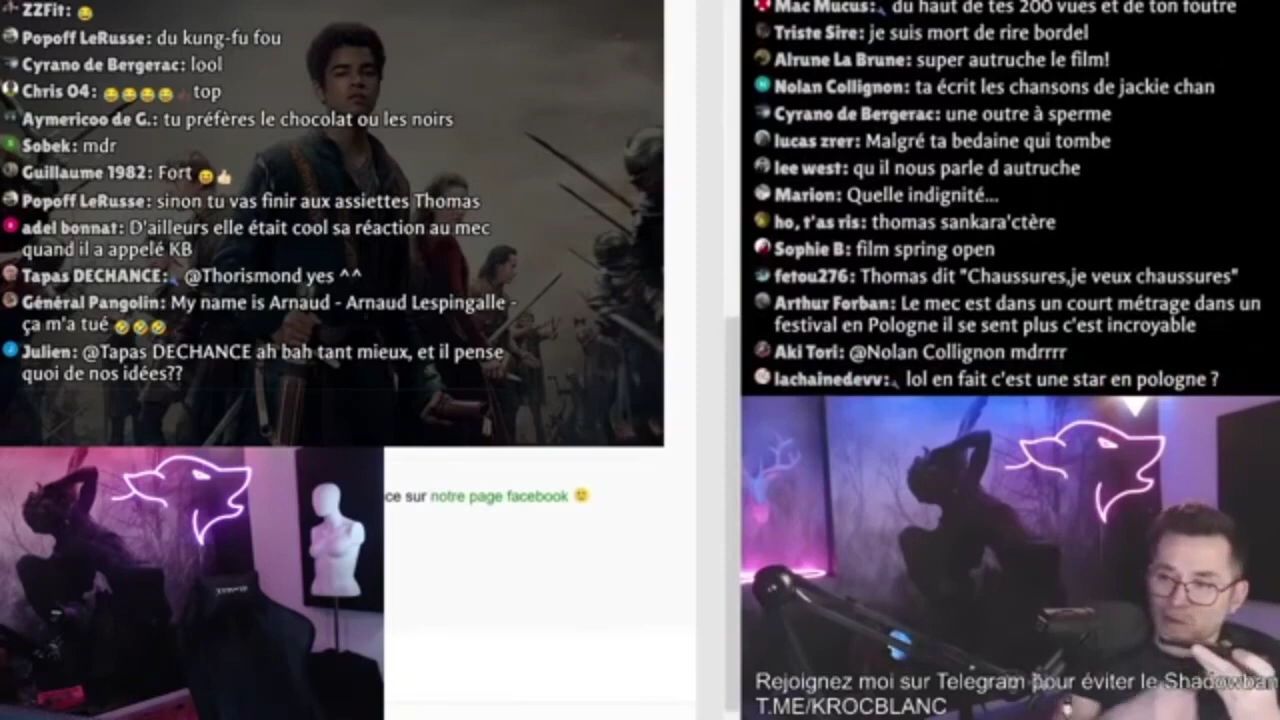 ZZFit:
Popoff LeRusse: du kung-fu fou
Cyrano de Bergerac: lool
Chris 04: 😂😂😂😂 top
Aymericoo de G.: tu préfères le chocolat ou les noirs
Sobek: mdr
Guillaume 1982: Fort 😆👍
Popoff LeRusse: sinon tu vas finir aux assiettes Thomas
adel bonnat: D'ailleurs elle était cool sa réaction au mec
quand il a appelé KB
Tapas DECHANCE: @Thorismond yes ^^
Général Pangolin: My name is Arnaud - Arnaud Lespingalle -
ça m'a tué 🤣🤣🤣
Julien: @Tapas DECHANCE ah bah tant mieux, et il pense
quoi de nos idées??
ce sur notre page facebook 🙂
Mac Mucus: du haut de tes 200 vues et de ton foutre
Triste Sire: je suis mort de rire bordel
Alrune La Brune: super autruche le film!
Nolan Collignon: ta écrit les chansons de jackie chan
Cyrano de Bergerac: une outre à sperme
lucas zrer: Malgré ta bedaine qui tombe
lee west: qu il nous parle d autruche
Marion: Quelle indignité...
ho, t'as ris: thomas sankara'ctère
Sophie B: film spring open
fetou276: Thomas dit "Chaussures,je veux chaussures"
Arthur Forban: Le mec est dans un court métrage dans un
festival en Pologne il se sent plus c'est incroyable
Aki Tori: @Nolan Collignon mdrrrr
lachainedevv: lol en fait c'est une star en pologne ?
Rejoignez moi sur Telegram pour éviter le Shadowban
T.ME/KROCBLANC